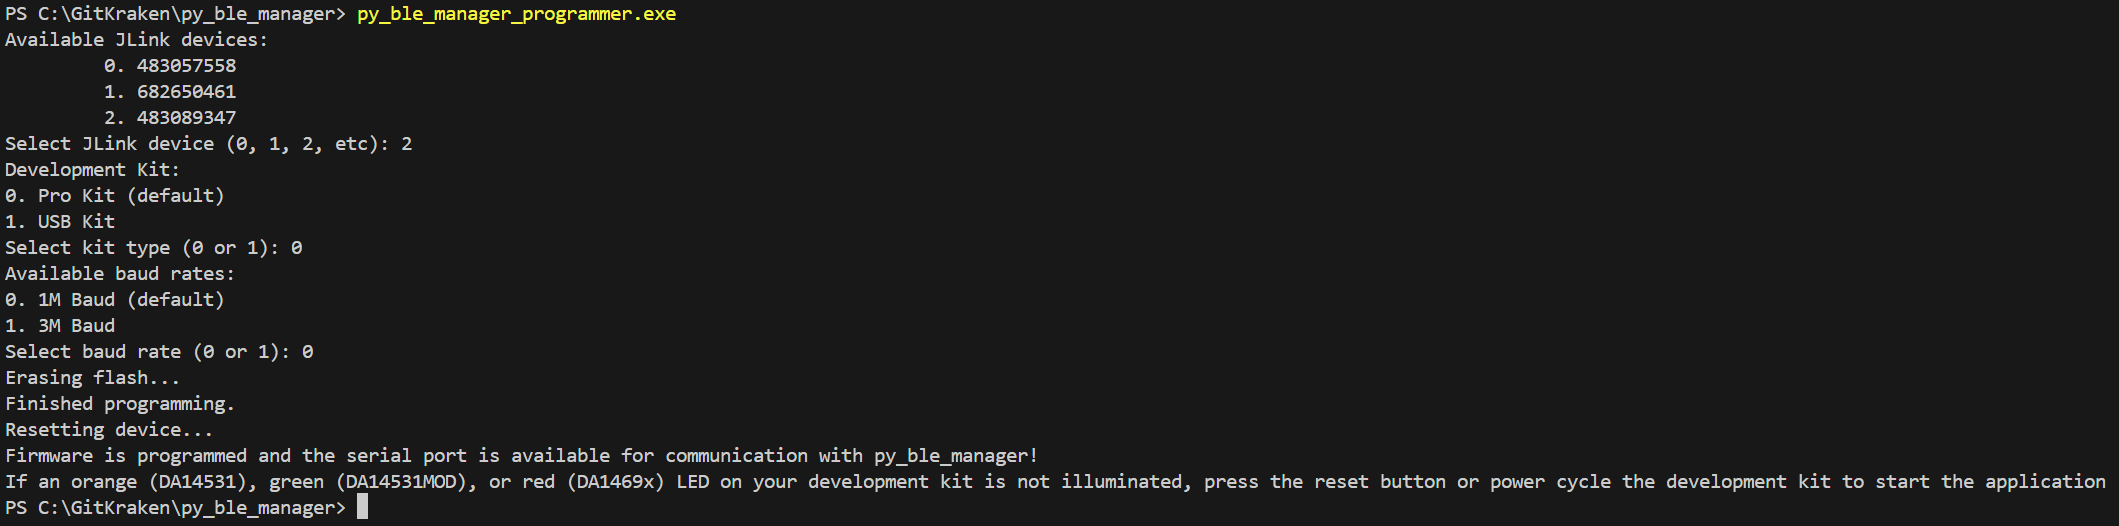 PS C:\GitKraken\py_ble_manager> py_ble_manager_programmer.exe
Available JLink devices:
0. 483057558
1. 682650461
2. 483089347
Select JLink device (0, 1, 2, etc): 2
Development Kit:
0. Pro Kit (default)
1. USB Kit
Select kit type (0 or 1): 0
Available baud rates:
0. 1M Baud (default)
1. 3M Baud
Select baud rate (0 or 1): 0
Erasing flash...
Finished programming.
Resetting device...
Firmware is programmed and the serial port is available for communication with py_ble_manager!
If an orange (DA14531), green (DA14531MOD), or red (DA1469x) LED on your development kit is not illuminated, press the reset button or power cycle the development kit to start the application
PS C:\GitKraken\py_ble_manager>